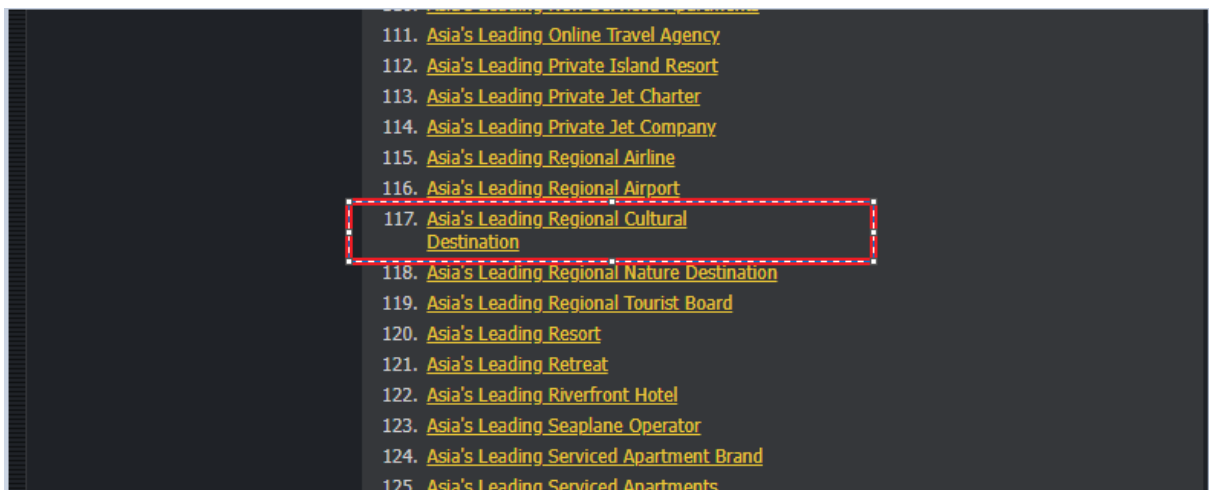 111. Asia's Leading Online Travel Agency
112. Asia's Leading Private Island Resort
113. Asia's Leading Private Jet Charter
114. Asia's Leading Private Jet Company
115. Asia's Leading Regional Airline
116. Asia's Leading Regional Airport
117. Asia's Leading Regional Cultural
Destination
118. Asia's Leading Regional Nature Destination
119. Asia's Leading Regional Tourist Board
120. Asia's Leading Resort
121. Asia's Leading Retreat
122. Asia's Leading Riverfront Hotel
123. Asia's Leading Seaplane Operator
124. Asia's Leading Serviced Apartment Brand
125. Asia's Leading Serviced Apartments